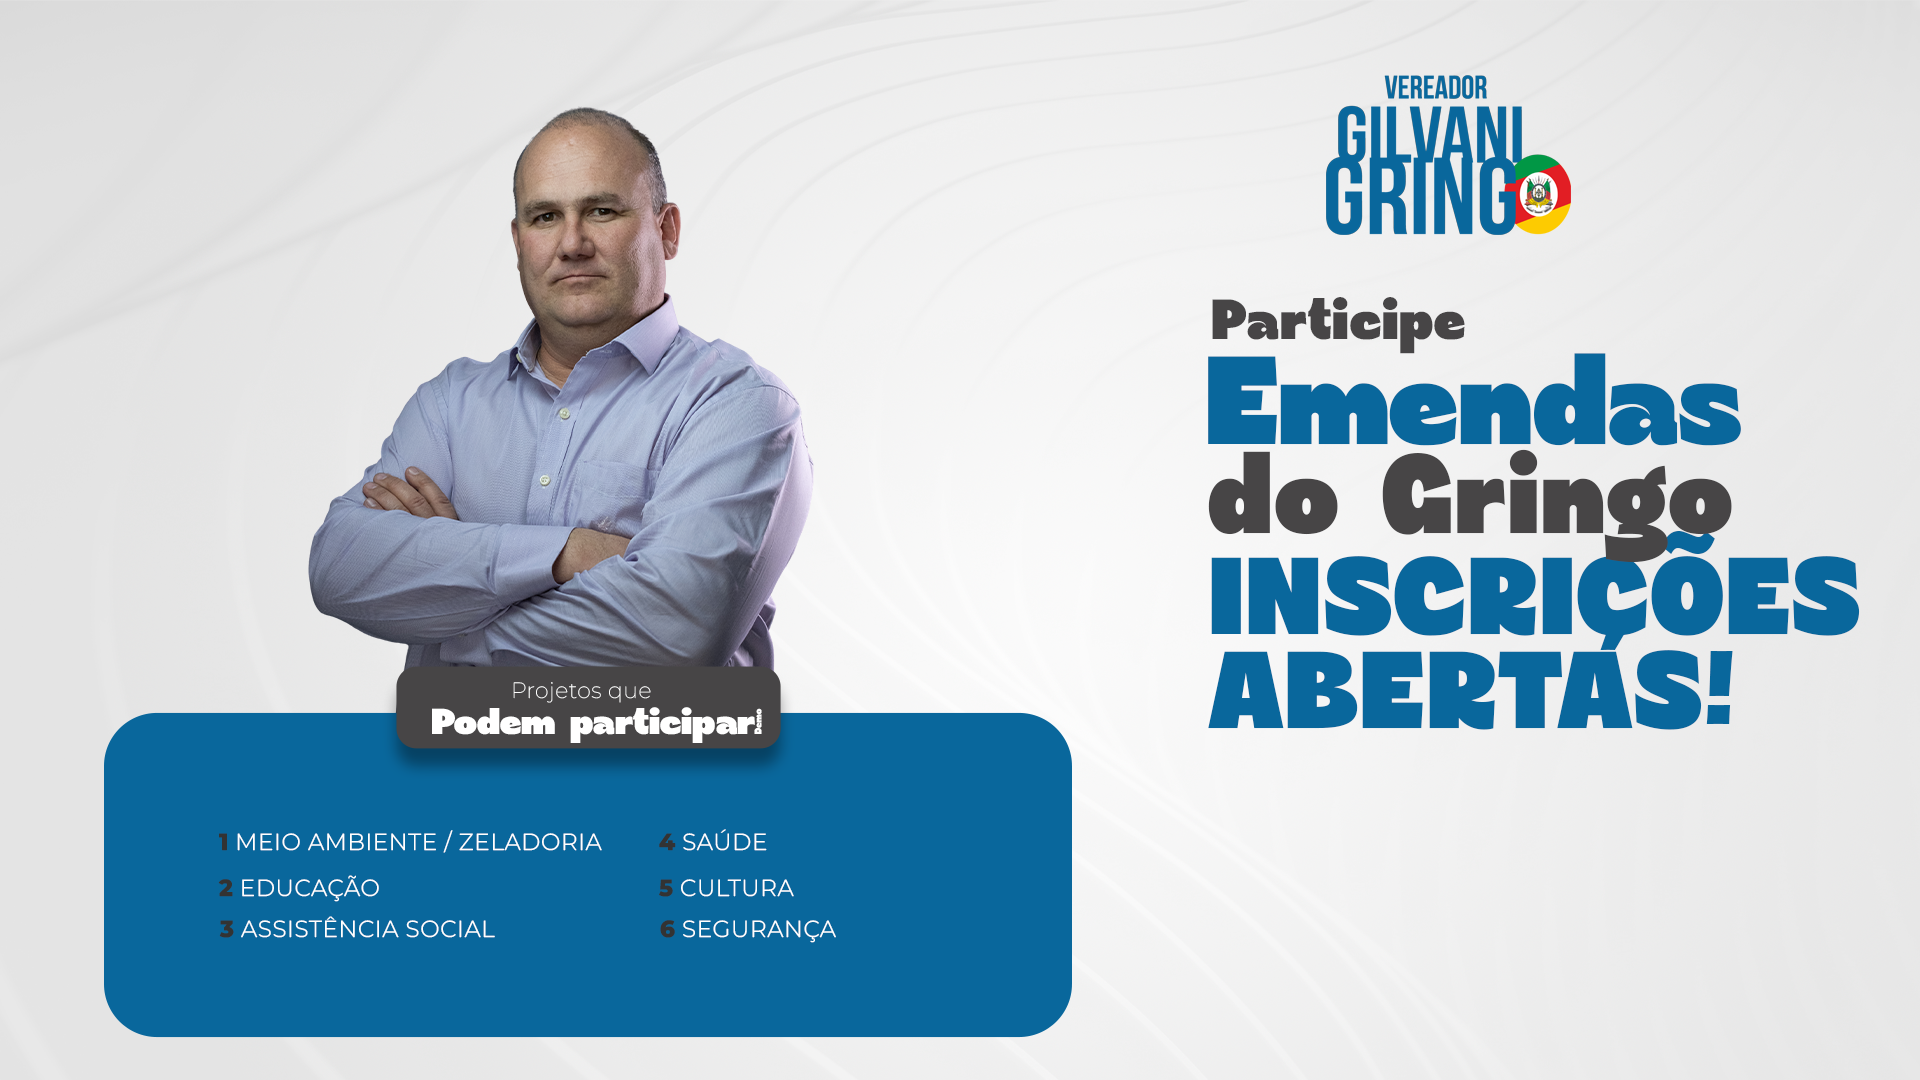 VEREADOR
GILVANI
GRINGO
Participe
Emendas
do Gringo
INSCRIÇÕES
ABERTAS!
Projetos que
Podem participar:
Demo
1 MEIO AMBIENTE / ZELADORIA
2 EDUCAÇÃO
3 ASSISTÊNCIA SOCIAL
4 SAÚDE
5 CULTURA
6 SEGURANÇA